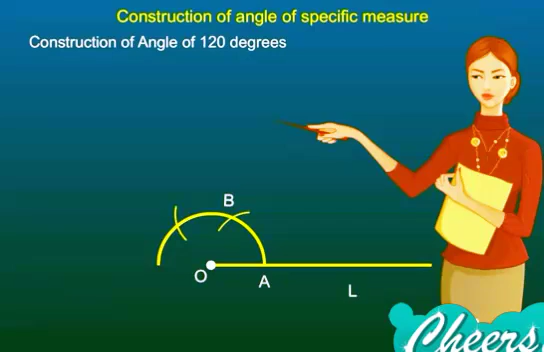 Construction of angle of specific measure
Construction of Angle of 120 degrees
B
O
A
L
Cheers